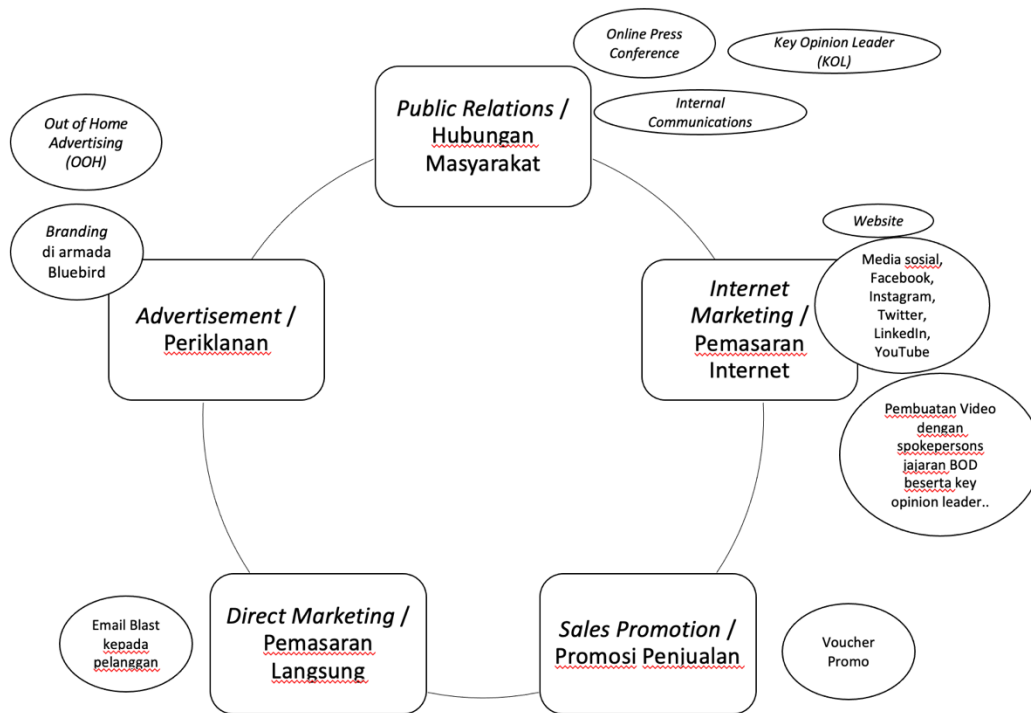 Online Press
Conference
Key Opinion Leader
(KOL)
Public Relations /
Hubungan
Masyarakat
Internal
Communications
Out of Home
Advertising
(OOH)
Branding
di armada
Bluebird
Advertisement /
Periklanan
Website
Internet
Marketing /
Pemasaran
Internet
Media sosial,
Facebook,
Instagram,
Twitter,
LinkedIn,
YouTube
Pembuatan Video
dengan
spokepersons
jajaran BOD
beserta key
opinion leader..
Email Blast
kepada
pelanggan
Direct Marketing /
Pemasaran
Langsung
Sales Promotion /
Promosi Penjualan
Voucher
Promo